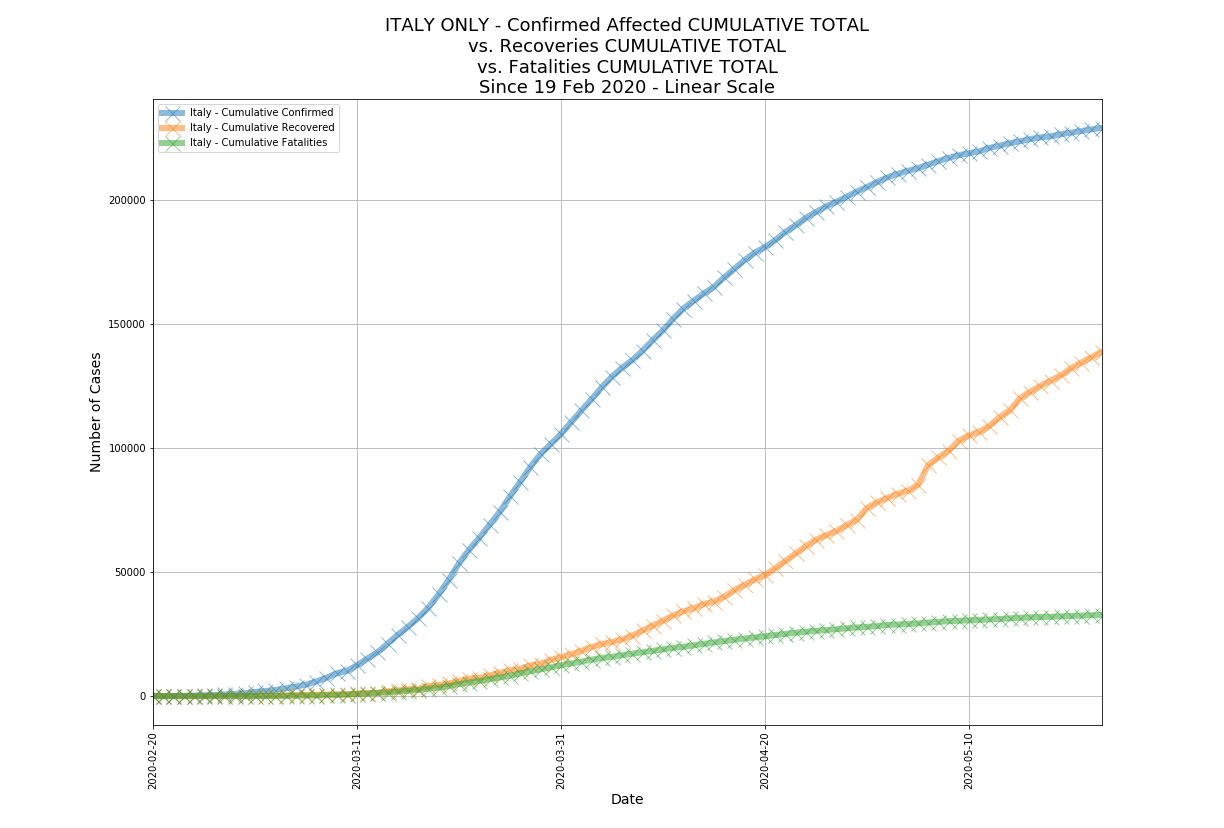 ITALY ONLY - Confirmed Affected CUMULATIVE TOTAL
vs. Recoveries CUMULATIVE TOTAL
vs. Fatalities CUMULATIVE TOTAL
Since 19 Feb 2020 - Linear Scale
Italy - Cumulative Confirmed
Italy - Cumulative Recovered
Italy - Cumulative Fatalities
Number of Cases
200000
150000
100000
50000
0
2020-02-20
2020-03-11
2020-03-31
2020-04-20
2020-05-10
Date